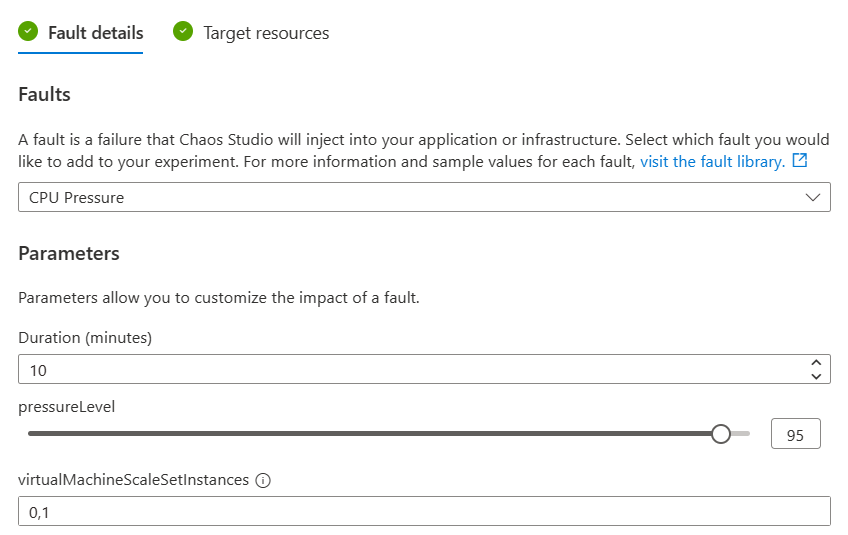 Fault details
Target resources
Faults
A fault is a failure that Chaos Studio will inject into your application or infrastructure. Select which fault you would
like to add to your experiment. For more information and sample values for each fault, visit the fault library.
CPU Pressure
Parameters
Parameters allow you to customize the impact of a fault.
Duration (minutes)
10
pressureLevel
95
virtualMachineScaleSetInstances
0,1